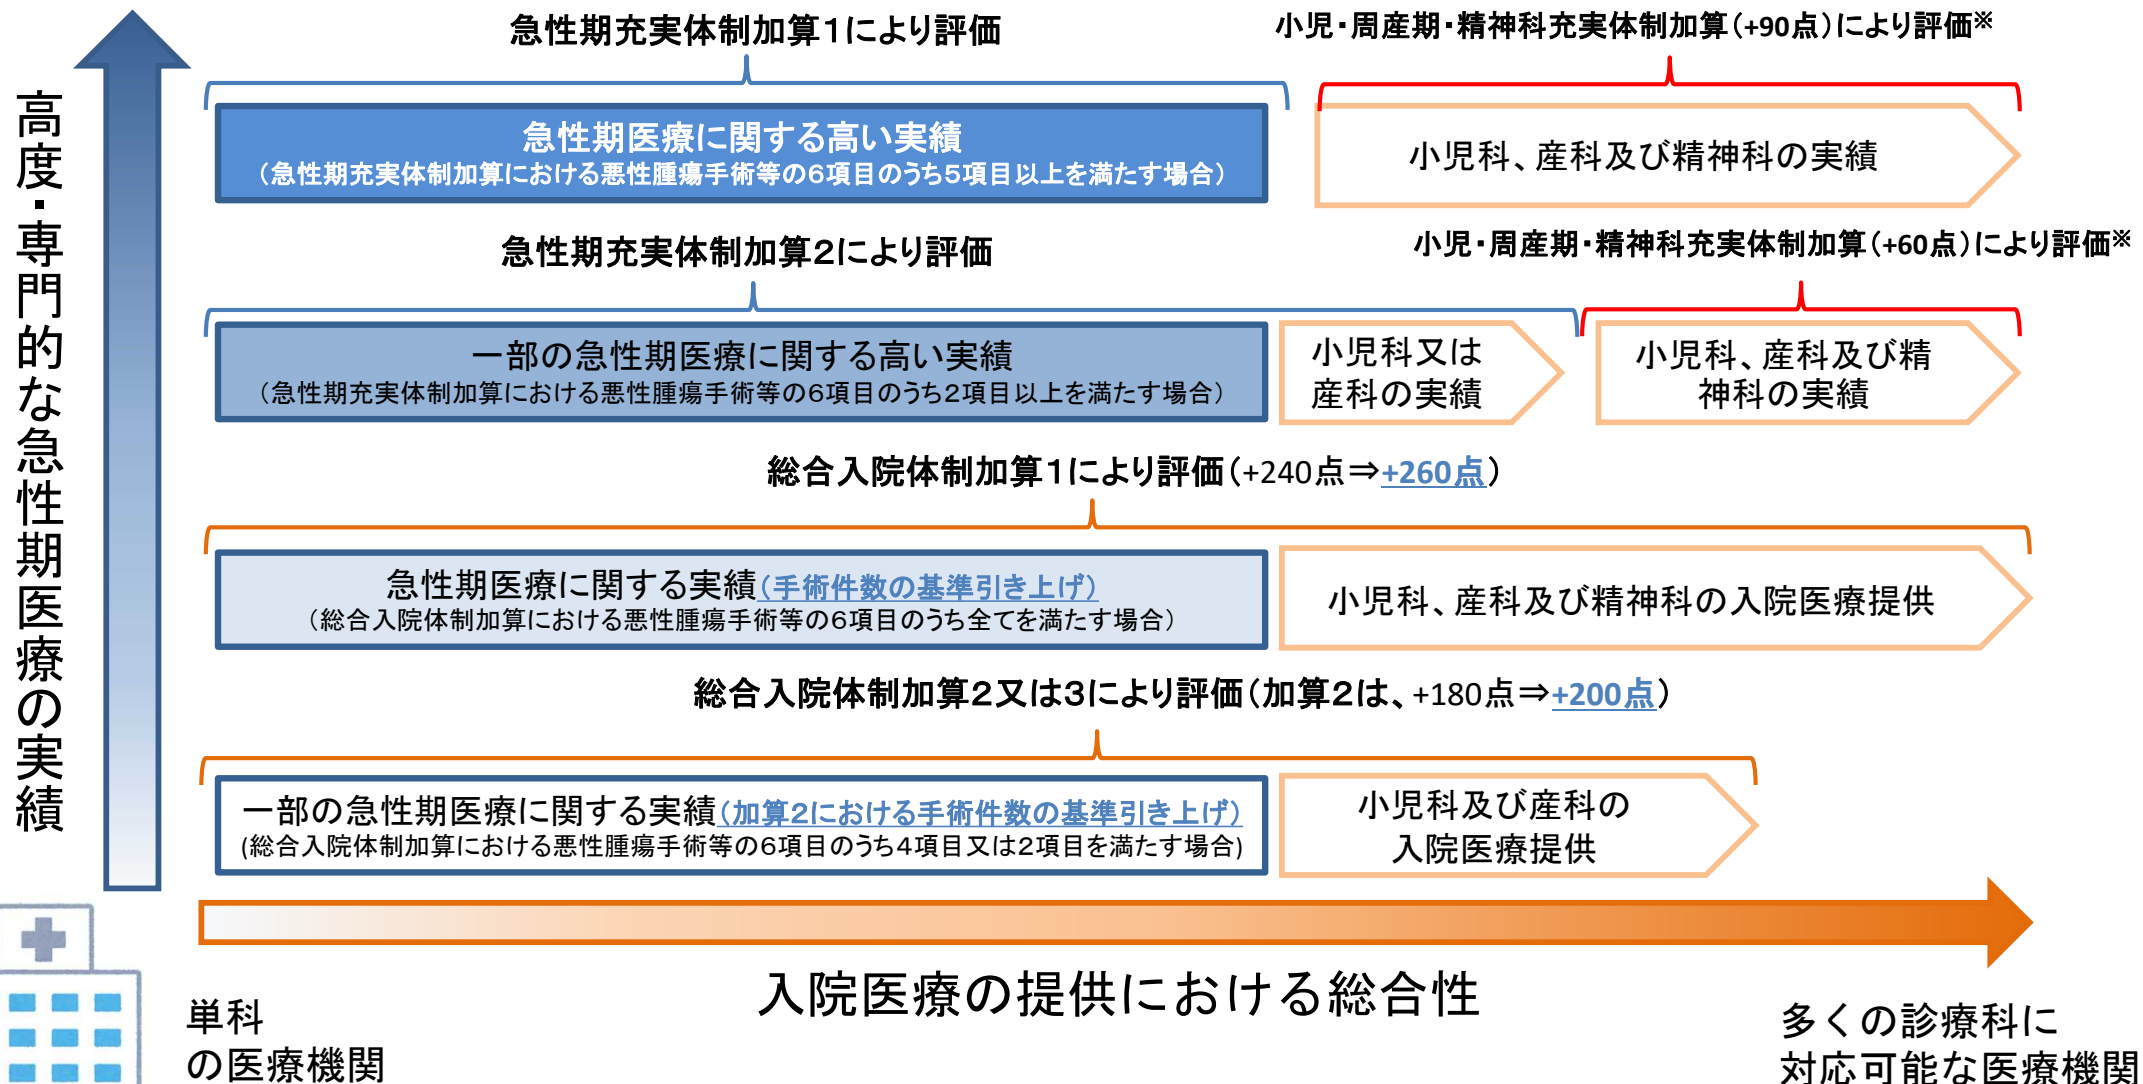 高度・専門的な急性期医療の実績
急性期充実体制加算1により評価
小児・周産期・精神科充実体制加算(+90点)により評価※
急性期医療に関する高い実績
(急性期充実体制加算における悪性腫瘍手術等の6項目のうち5項目以上を満たす場合)
小児科、産科及び精神科の実績
急性期充実体制加算2により評価
小児・周産期・精神科充実体制加算(+60点)により評価※
一部の急性期医療に関する高い実績
(急性期充実体制加算における悪性腫瘍手術等の6項目のうち2項目以上を満たす場合)
小児科又は
産科の実績
小児科、産科及び精
神科の実績
総合入院体制加算1により評価(+240点⇒+260点)
急性期医療に関する実績(手術件数の基準引き上げ)
(総合入院体制加算における悪性腫瘍手術等の6項目のうち全てを満たす場合)
小児科、産科及び精神科の入院医療提供
総合入院体制加算2又は3により評価(加算2は、+180点⇒+200点)
一部の急性期医療に関する実績(加算2における手術件数の基準引き上げ)
(総合入院体制加算における悪性腫瘍手術等の6項目のうち4項目又は2項目を満たす場合)
小児科及び産科の
入院医療提供
入院医療の提供における総合性
単科
の医療機関
多くの診療科に
対応可能な医療機関